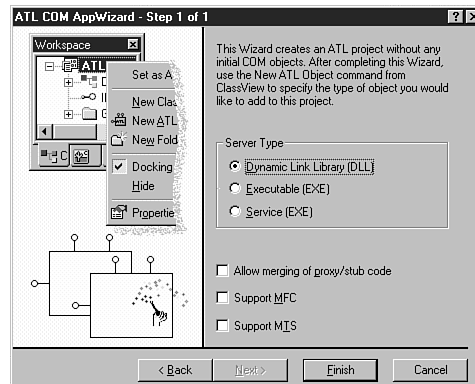 ATL COM AppWizard - Step 1 of 1
Workspace
ATL
Set as A
New Clas
New ATL
New Fold
Docking
Hide
Propertie
This Wizard creates an ATL project without any
initial COM objects. After completing this Wizard,
use the New ATL Object command from
ClassView to specify the type of object you would
like to add to this project.
Server Type
Dynamic Link Library (DLL)
Executable (EXE)
Service (EXE)
Allow merging of proxy/stub code
Support MFC
Support MTS
< Back
Next >
Finish
Cancel